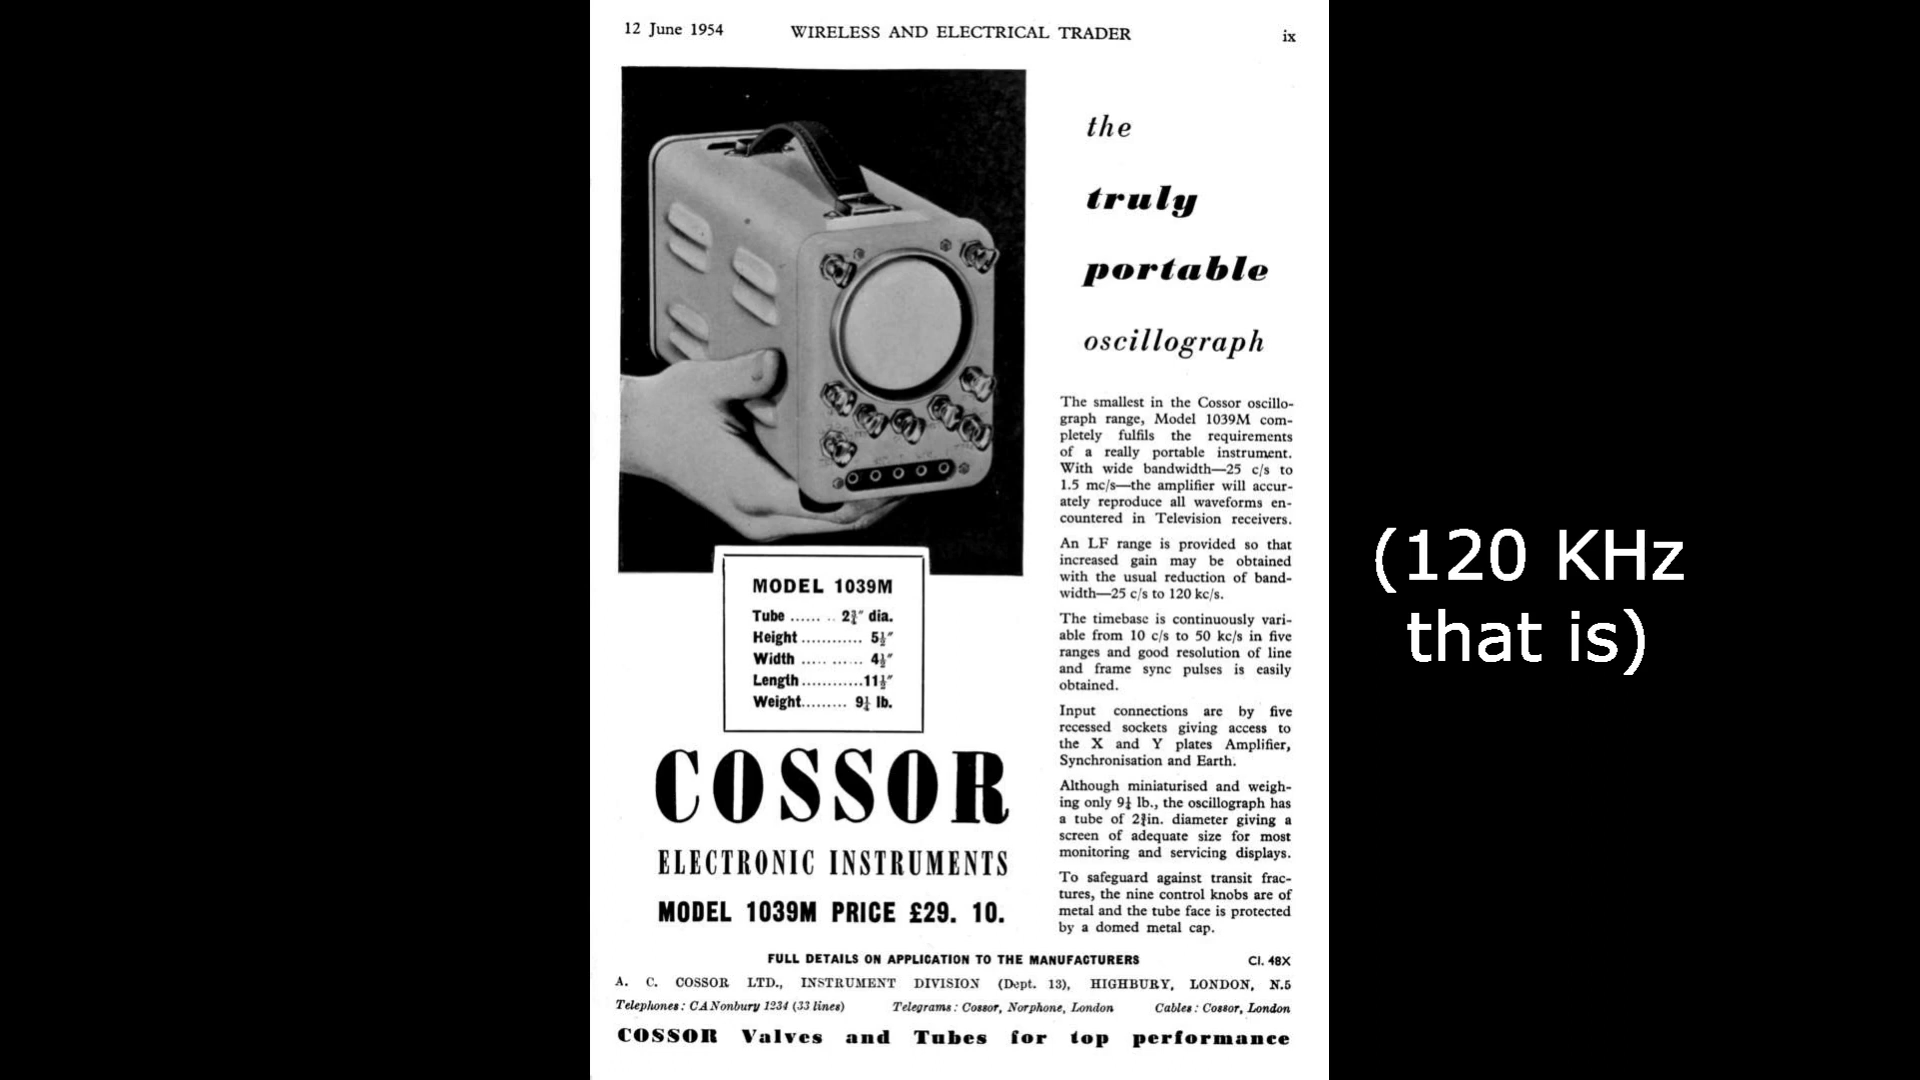 12 June 1954 WIRELESS AND ELECTRICAL TRADER ix
the
truly
portable
oscillograph
The smallest in the Cossor oscillo-
graph range, Model 1039M com-
pletely fulfils the requirements
of a really portable instrument.
With wide bandwidth—25 c/s to
1.5 mc/s—the amplifier will accur-
ately reproduce all waveforms en-
countered in Television receivers.
An LF range is provided so that
increased gain may be obtained
with the usual reduction of band-
width—25 c/s to 120 kc/s.
The timebase is continuously vari-
able from 10 c/s to 50 kc/s in five
ranges and good resolution of line
and frame sync pulses is easily
obtained.
Input connections are by five
recessed sockets giving access to
the X and Y plates Amplifier,
Synchronisation and Earth.
Although miniaturised and weigh-
ing only 9¼ lb., the oscillograph has
a tube of 2¾in. diameter giving a
screen of adequate size for most
monitoring and servicing displays.
To safeguard against transit frac-
tures, the nine control knobs are of
metal and the tube face is protected
by a domed metal cap.
MODEL 1039M
Tube ...... .. 2¾″ dia.
Height ............ 5½″
Width ..... ...... 4½″
Length ............ 11½″
Weight ......... 9¼ lb.
COSSOR
ELECTRONIC INSTRUMENTS
MODEL 1039M PRICE £29. 10.
FULL DETAILS ON APPLICATION TO THE MANUFACTURERS CI. 48X
A. C. COSSOR LTD., INSTRUMENT DIVISION (Dept. 13), HIGHBURY, LONDON, N.5
Telephones: CANonbury 1234 (33 lines) Telegrams: Cossor, Norphone, London Cables: Cossor, London
COSSOR Valves and Tubes for top performance
(120 KHz
that is)